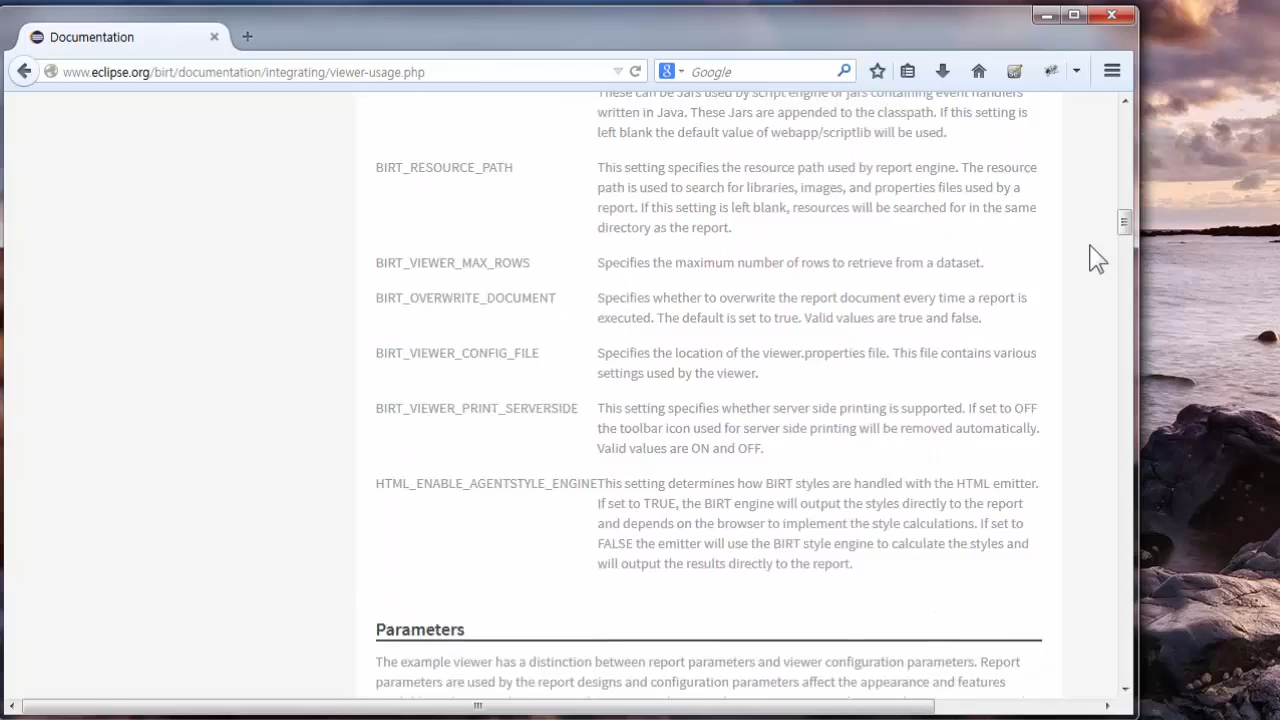 Documentation
www.eclipse.org/birt/documentation/integrating/viewer-usage.php
Google
These can be Jars used by script engine or jars containing event handlers
written in Java. These Jars are appended to the classpath. If this setting is
left blank the default value of webapp/scriptlib will be used.
BIRT_RESOURCE_PATH
This setting specifies the resource path used by report engine. The resource
path is used to search for libraries, images, and properties files used by a
report. If this setting is left blank, resources will be searched for in the same
directory as the report.
BIRT_VIEWER_MAX_ROWS
Specifies the maximum number of rows to retrieve from a dataset.
BIRT_OVERWRITE_DOCUMENT
Specifies whether to overwrite the report document every time a report is
executed. The default is set to true. Valid values are true and false.
BIRT_VIEWER_CONFIG_FILE
Specifies the location of the viewer.properties file. This file contains various
settings used by the viewer.
BIRT_VIEWER_PRINT_SERVERSIDE
This setting specifies whether server side printing is supported. If set to OFF
the toolbar icon used for server side printing will be removed automatically.
Valid values are ON and OFF.
HTML_ENABLE_AGENTSTYLE_ENGINE
This setting determines how BIRT styles are handled with the HTML emitter.
If set to TRUE, the BIRT engine will output the styles directly to the report
and depends on the browser to implement the style calculations. If set to
FALSE the emitter will use the BIRT style engine to calculate the styles and
will output the results directly to the report.
Parameters
The example viewer has a distinction between report parameters and viewer configuration parameters. Report
parameters are used by the report designs and configuration parameters affect the appearance and features